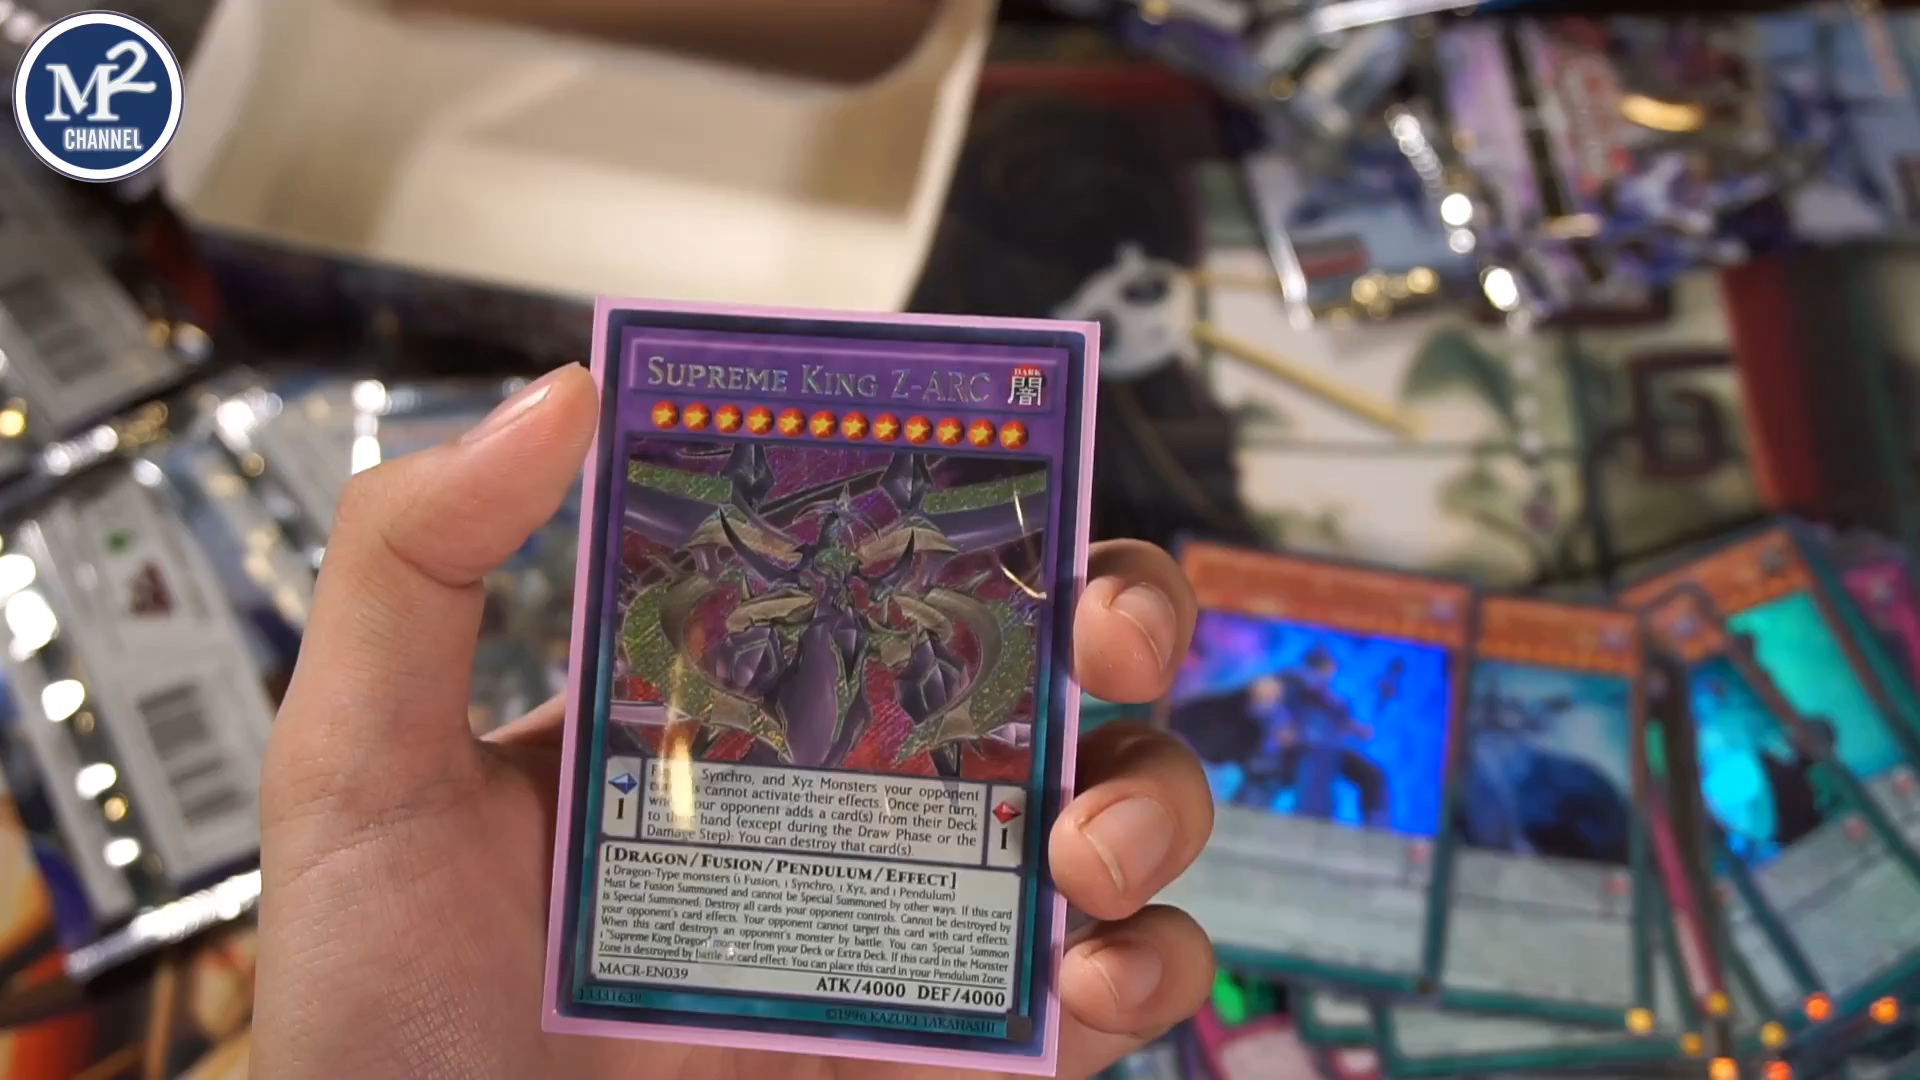 M2
CHANNEL
SUPREME KING Z-ARC
DARK
闇
Synchro, and Xyz Monsters your opponent
cannot activate their effects. Once per turn,
when your opponent adds a card(s) from their Deck
to their hand (except during the Draw Phase or the
Damage Step): You can destroy that card(s).
1
1
[DRAGON/FUSION/PENDULUM/EFFECT]
4 Dragon-Type monsters (1 Fusion, 1 Synchro, 1 Xyz, and 1 Pendulum)
Must be Fusion Summoned and cannot be Special Summoned by other ways. If this card
is Special Summoned: Destroy all cards your opponent controls. Cannot be destroyed by
your opponent's card effects. Your opponent cannot target this card with card effects.
When this card destroys an opponent's monster by battle: You can Special Summon
1 "Supreme King Dragon" monster from your Deck or Extra Deck. If this card in the Monster
Zone is destroyed by battle or card effect: You can place this card in your Pendulum Zone.
MACR-EN039
ATK/4000 DEF/4000
13331639
©1996 KAZUKI TAKAHASHI